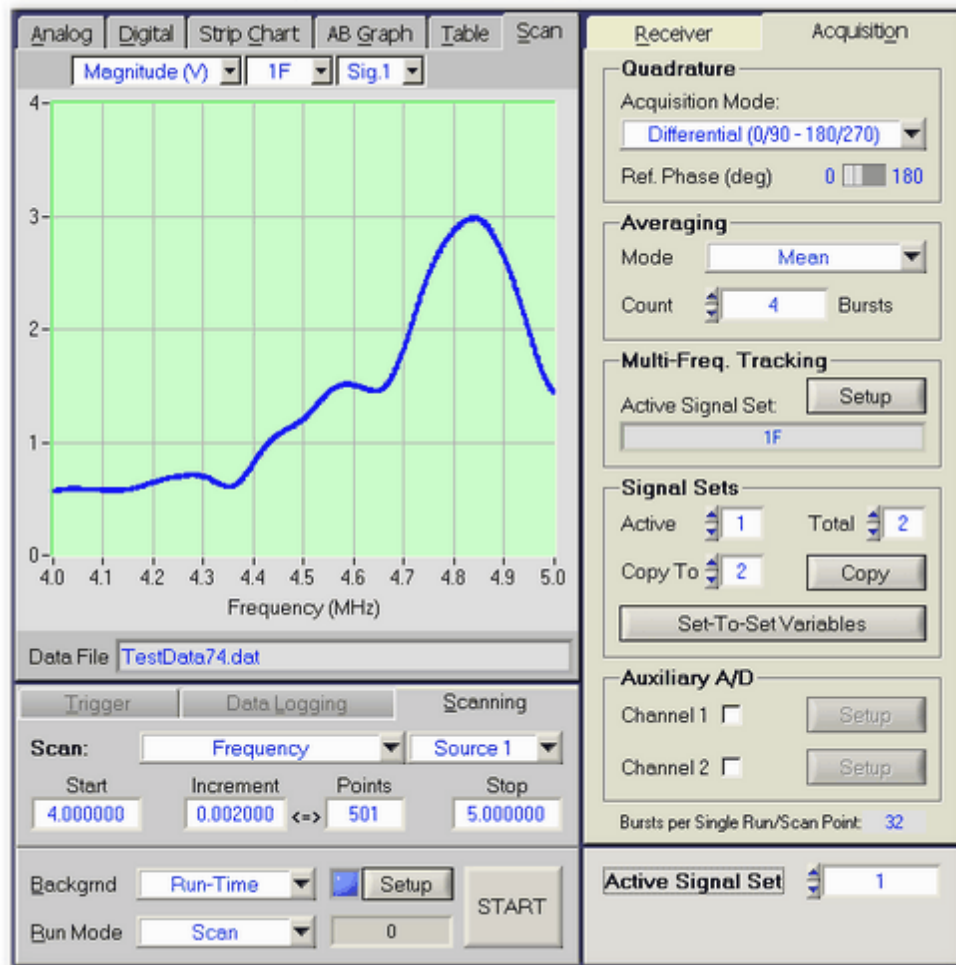 Analog Digital Strip Chart AB Graph Table Scan
Magnitude (V) 1F Sig.1
4
3
2
1
0
4.0 4.1 4.2 4.3 4.4 4.5 4.6 4.7 4.8 4.9 5.0
Frequency (MHz)
Data File TestData74.dat
Trigger Data Logging Scanning
Scan: Frequency Source 1
Start Increment Points Stop
4.000000 0.002000 <=> 501 5.000000
Backgrnd Run-Time Setup
START
Run Mode Scan 0
Receiver Acquisition
Quadrature
Acquisition Mode:
Differential (0/90 - 180/270)
Ref. Phase (deg) 0 180
Averaging
Mode Mean
Count 4 Bursts
Multi-Freq. Tracking
Active Signal Set: Setup
1F
Signal Sets
Active 1 Total 2
Copy To 2 Copy
Set-To-Set Variables
Auxiliary A/D
Channel 1 Setup
Channel 2 Setup
Bursts per Single Run/Scan Point: 32
Active Signal Set 1